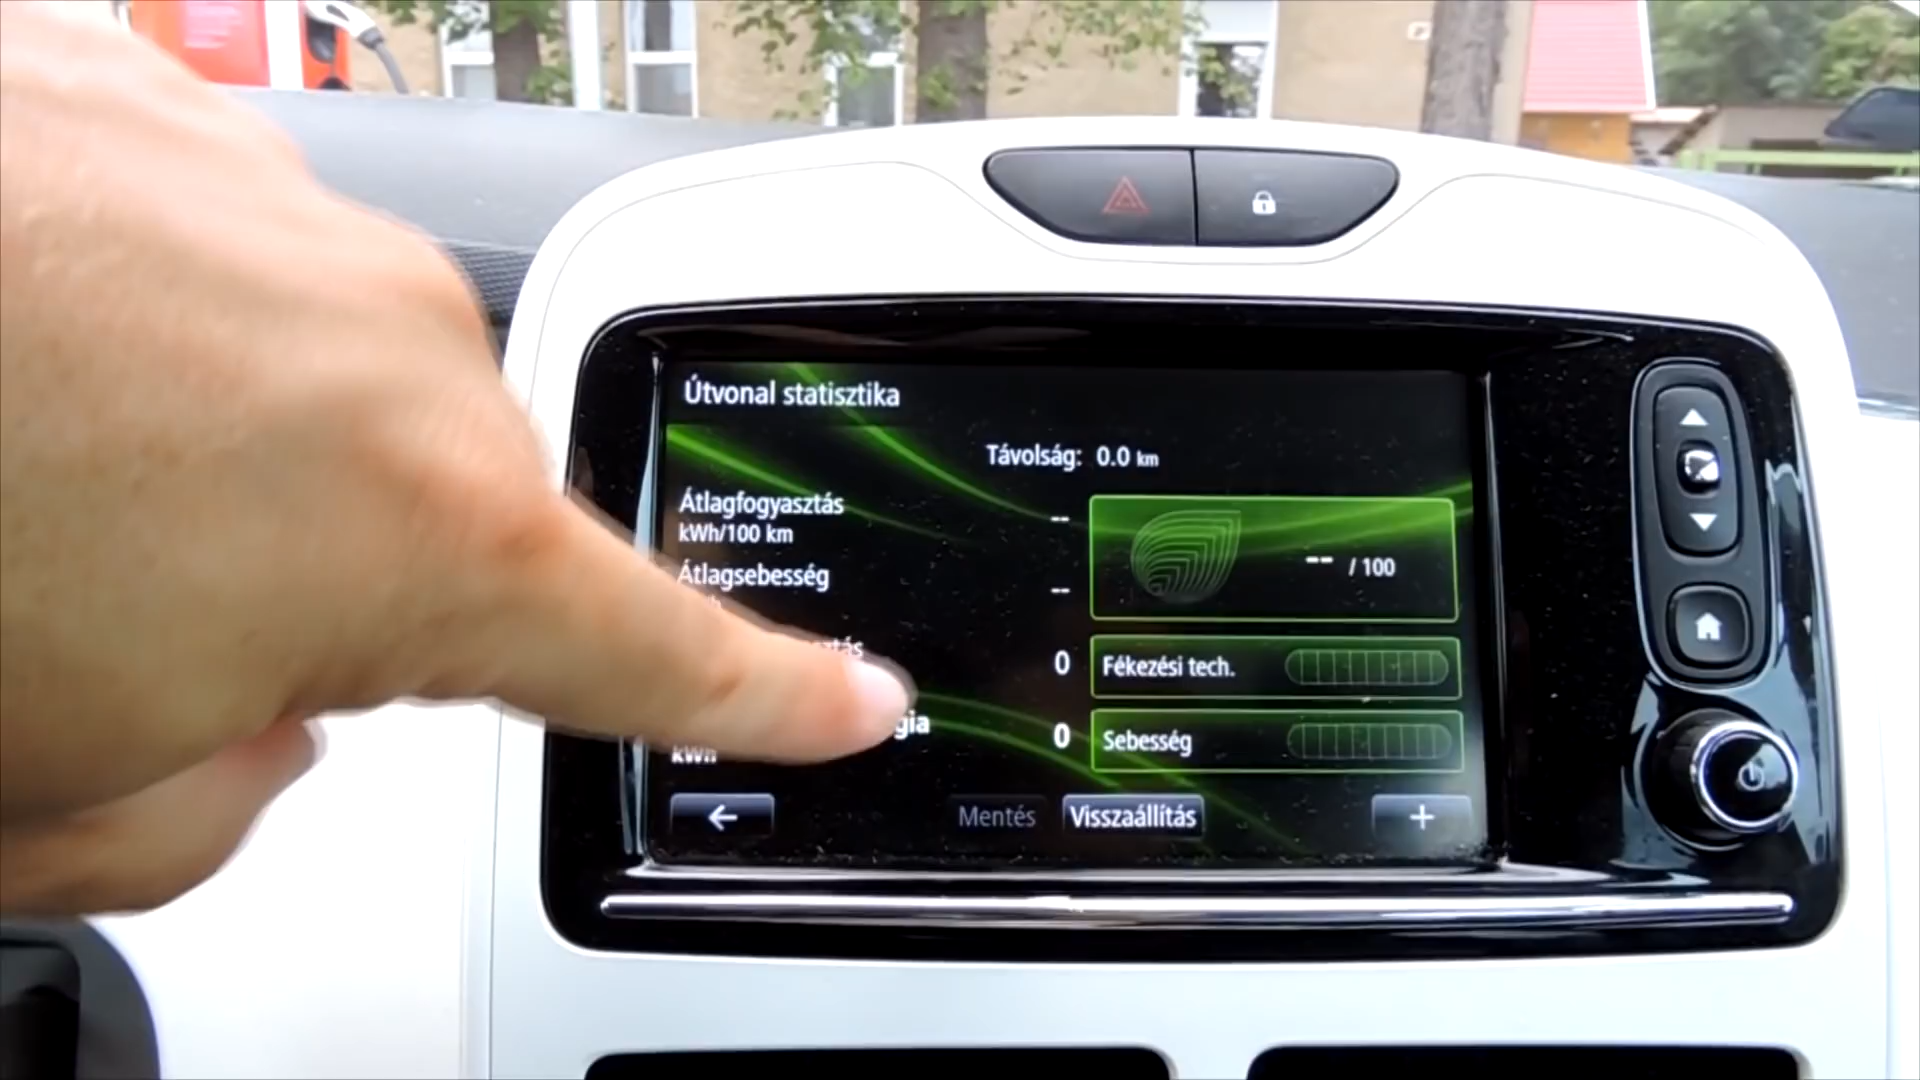 Útvonal statisztika
Távolság: 0.0 km
Átlagfogyasztás --
kWh/100 km
-- / 100
Átlagsebesség --
0
Fékezési tech.
0
Sebesség
kWh
Mentés Visszaállítás +